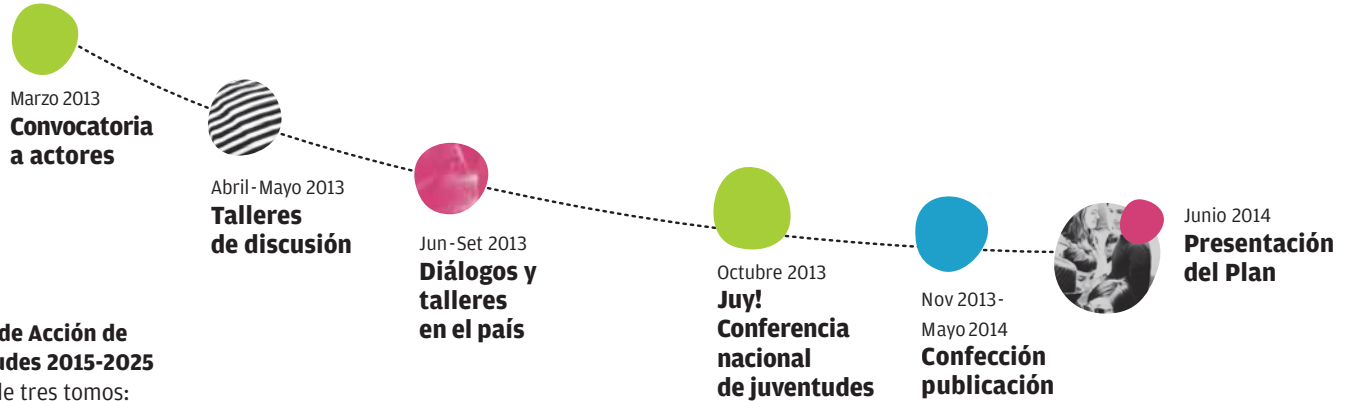 Marzo 2013
Convocatoria
a actores
Abril-Mayo 2013
Talleres
de discusión
Jun-Set 2013
Diálogos y
talleres
en el país
Octubre 2013
Juy!
Conferencia
nacional
de juventudes
Nov 2013-
Mayo 2014
Confección
publicación
Junio 2014
Presentación
del Plan
de Acción de
udes 2015-2025
de tres tomos: